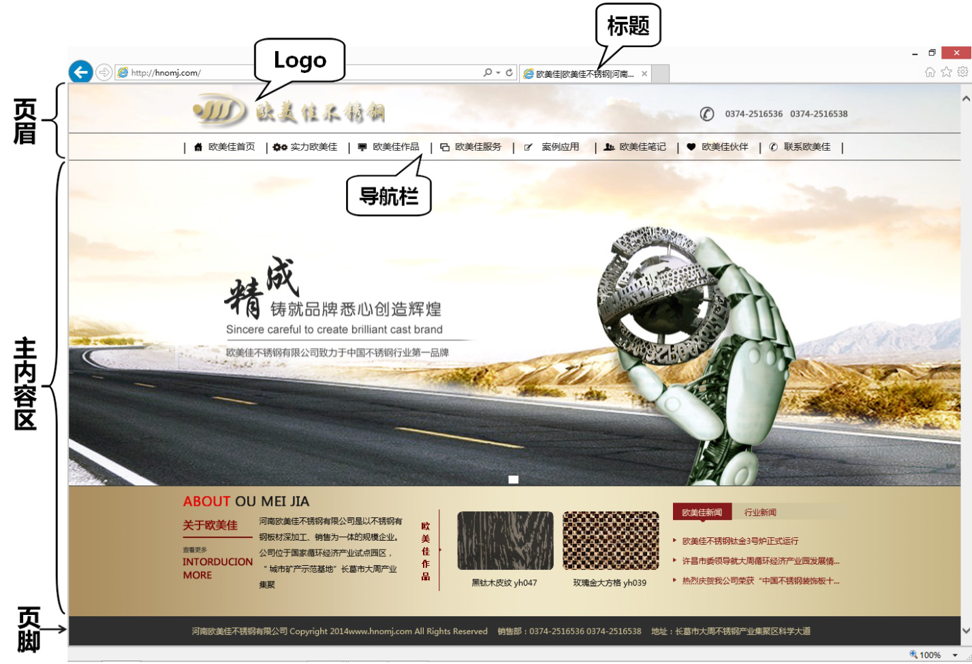 标题
Logo
http://hnomj.com/
欧美佳|欧美佳不锈钢|河南...
页眉
欧美佳不锈钢
0374-2516536 0374-2516538
欧美佳首页 | 实力欧美佳 | 欧美佳作品 | 欧美佳服务 | 案例应用 | 欧美佳笔记 | 欧美佳伙伴 | 联系欧美佳
导航栏
主内容区
精成
铸就品牌悉心创造辉煌
Sincere careful to create brilliant cast brand
欧美佳不锈钢有限公司致力于中国不锈钢行业第一品牌
ABOUT OU MEI JIA
关于欧美佳
查看更多
INTORDUCION
MORE
河南欧美佳不锈钢有限公司是以不锈钢有
钢板材深加工、销售为一体的规模企业。
公司位于国家循环经济产业试点园区，
“城市矿产示范基地”长葛市大周产业
集聚
欧美佳作品
黑钛木皮纹 yh047
玫瑰金大方格 yh039
欧美佳新闻 行业新闻
欧美佳不锈钢钛金3号炉正式运行
许昌市委领导就大周循环经济产业园发展情...
热烈庆贺我公司荣获“中国不锈钢装饰板十...
页脚
河南欧美佳不锈钢有限公司 Copyright 2014www.hnomj.com All Rights Reserved 销售部：0374-2516536 0374-2516538 地址：长葛市大周不锈钢产业集聚区科学大道
100%